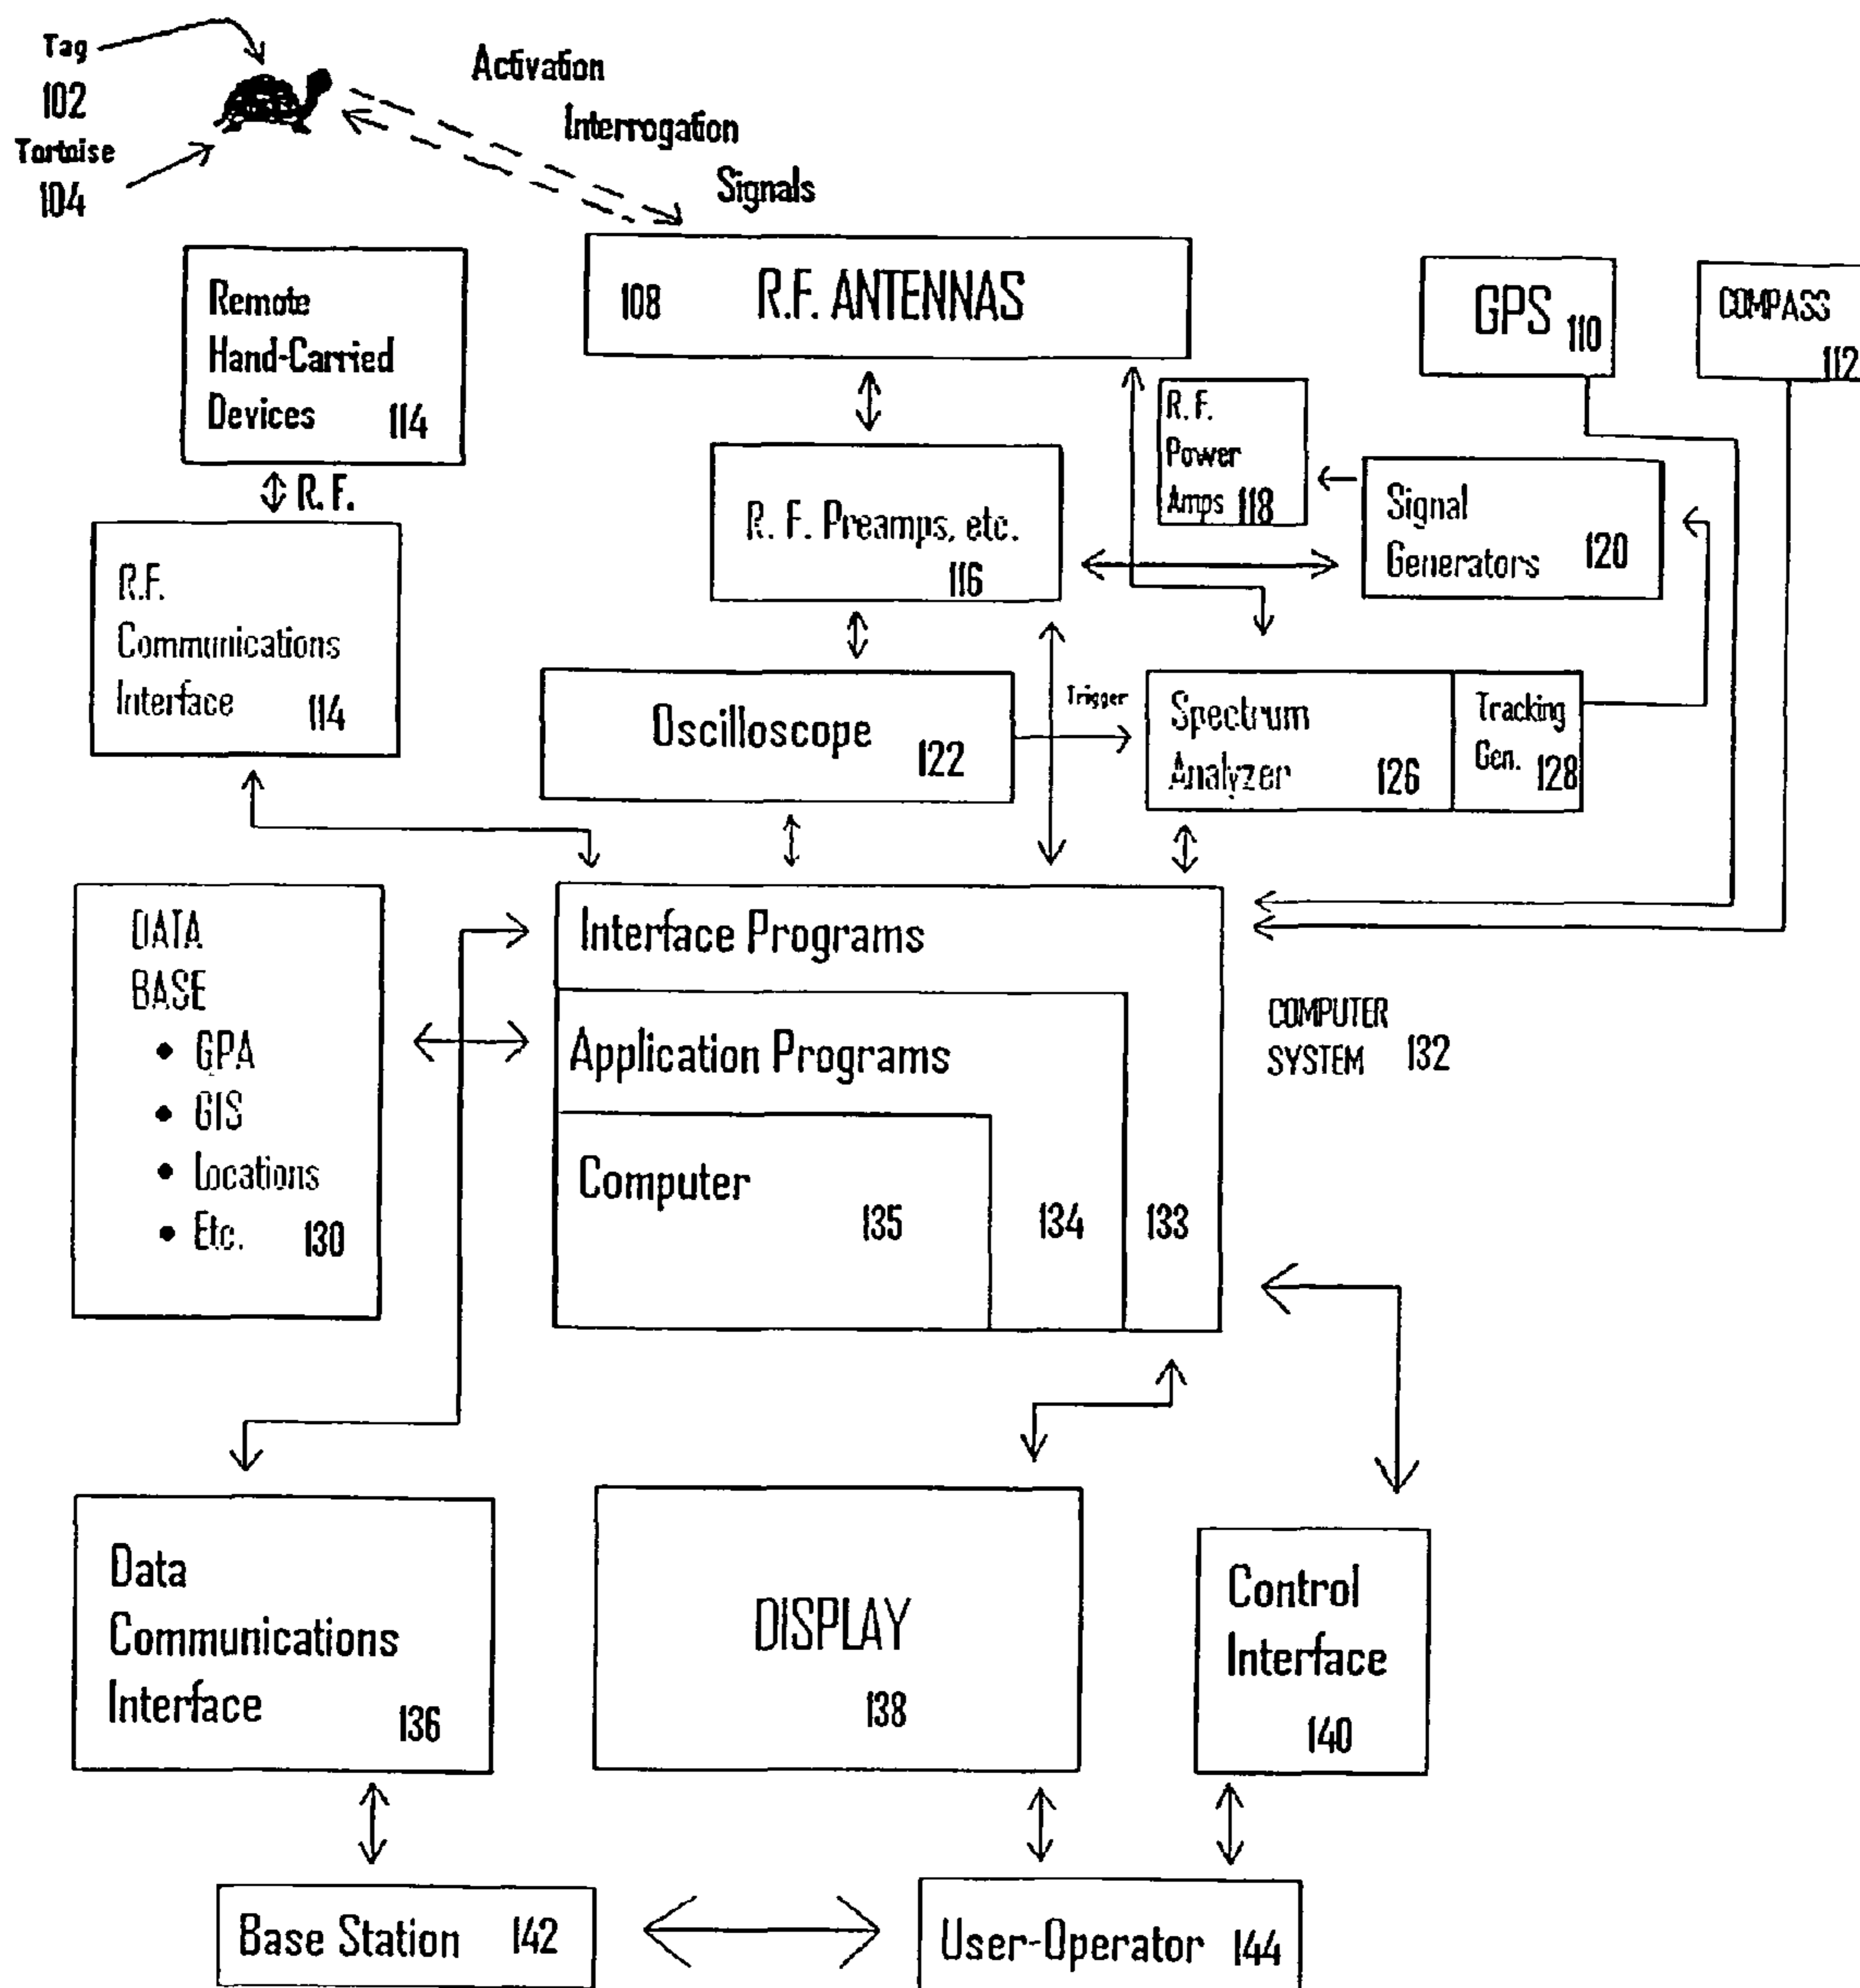 Tag
102
Tortoise
104
Activation
Interrogation
Signals
Remote
Hand-Carried
Devices 114
108 R.F. ANTENNAS
GPS 110
COMPASS
112
R. F.
R. F.
Power
Amps 118
R. F. Preamps, etc.
116
Signal
Generators 120
R.F.
Communications
Interface 114
Oscilloscope 122
Trigger
Spectrum
Analyzer 126
Tracking
Gen. 128
DATA
BASE
• GPA
• GIS
• Locations
• Etc. 130
Interface Programs
Application Programs
Computer
135
134
133
COMPUTER
SYSTEM 132
Data
Communications
Interface 136
DISPLAY
138
Control
Interface
140
Base Station 142
User-Operator 144